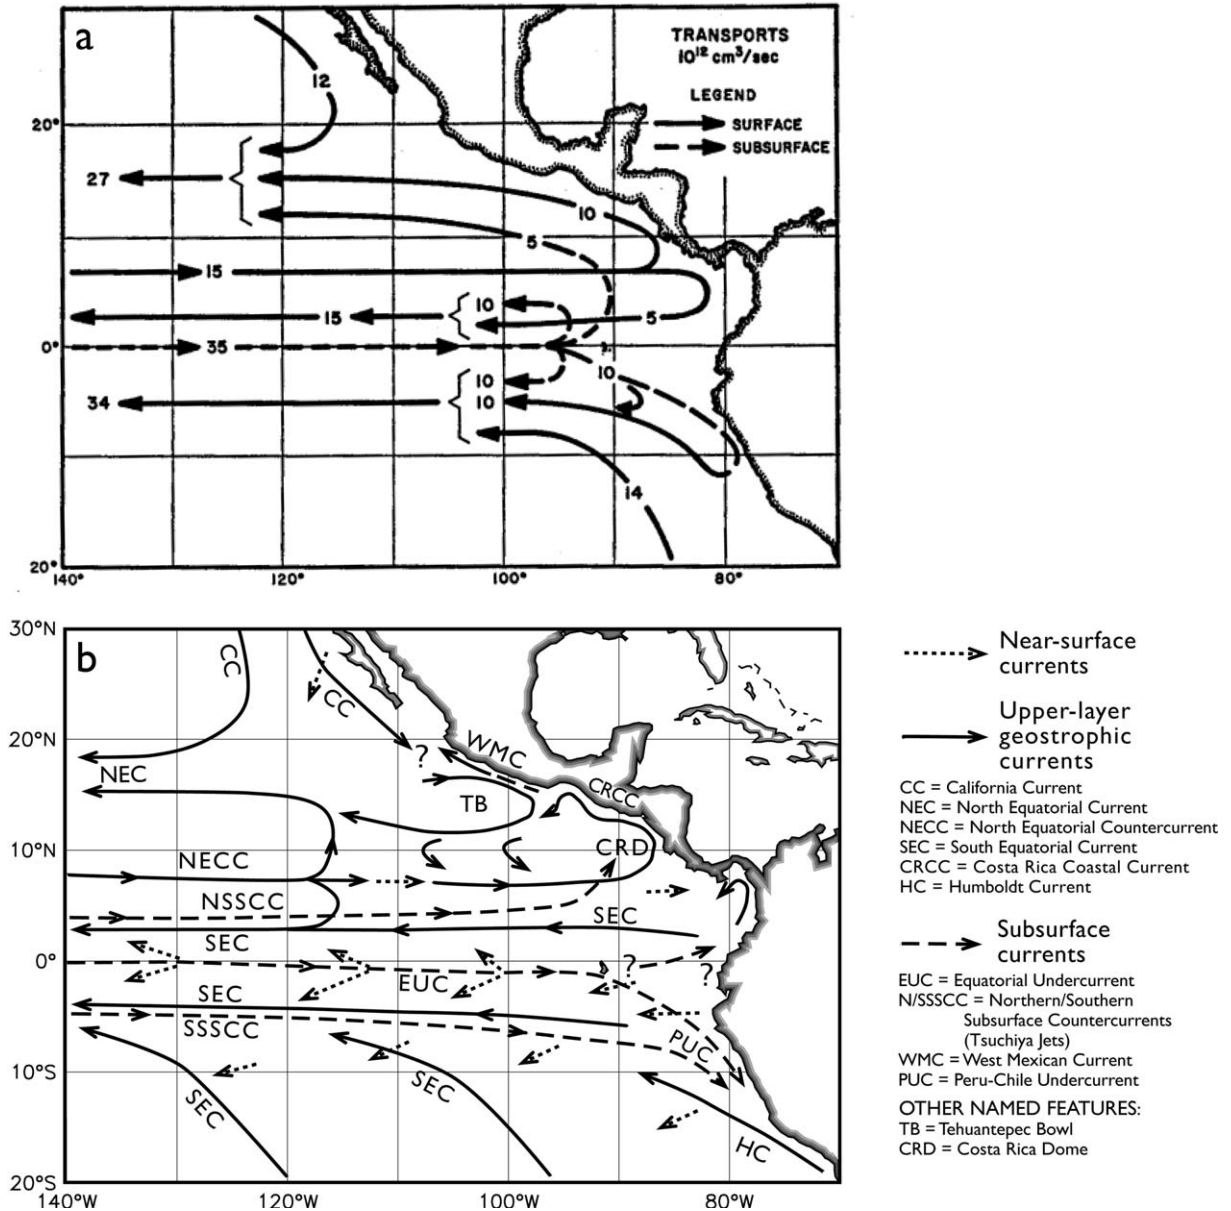 a
TRANSPORTS
10¹² cm³/sec
LEGEND
SURFACE
SUBSURFACE
12
20°
27
10
5
15
10
15
5
0°
35
10
10
34
10
14
20°
140°
120°
100°
80°
30°N
b
CC
CC
20°N
?
WMC
NEC
CRCC
TB
10°N
NECC
CRD
NSSCC
SEC
SEC
0°
?
?
EUC
SEC
SSSCC
PUC
10°S
SEC
SEC
HC
20°S
140°W
120°W
100°W
80°W
Near-surface
currents
Upper-layer
geostrophic
currents
CC = California Current
NEC = North Equatorial Current
NECC = North Equatorial Countercurrent
SEC = South Equatorial Current
CRCC = Costa Rica Coastal Current
HC = Humboldt Current
Subsurface
currents
EUC = Equatorial Undercurrent
N/SSSCC = Northern/Southern
Subsurface Countercurrents
(Tsuchiya Jets)
WMC = West Mexican Current
PUC = Peru-Chile Undercurrent
OTHER NAMED FEATURES:
TB = Tehuantepec Bowl
CRD = Costa Rica Dome